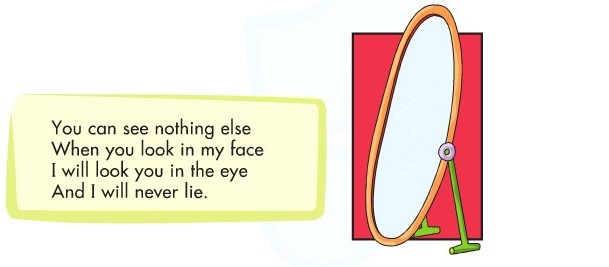 You can see nothing else
When you look in my face
I will look you in the eye
And I will never lie.